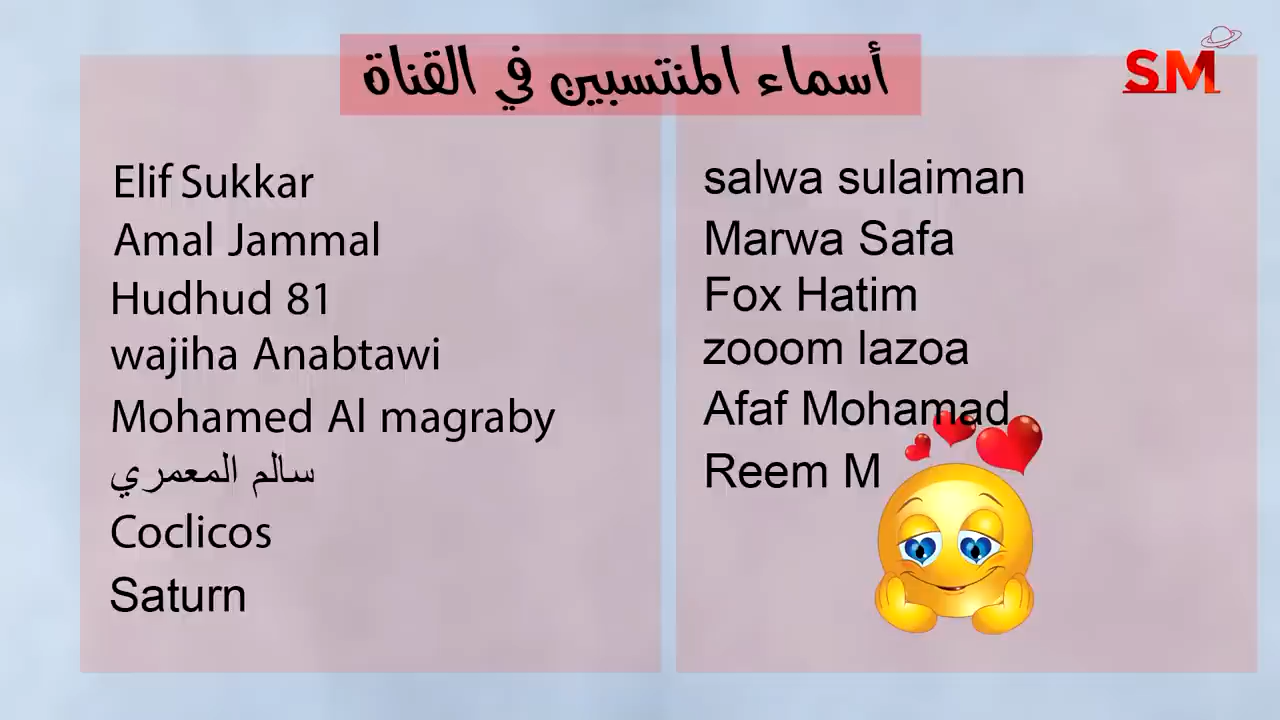 أسماء المنتسبين في القناة
SM
Elif Sukkar
Amal Jammal
Hudhud 81
wajiha Anabtawi
Mohamed Al magraby
سالم المعمري
Coclicos
Saturn
salwa sulaiman
Marwa Safa
Fox Hatim
zooom lazoa
Afaf Mohamad
Reem M